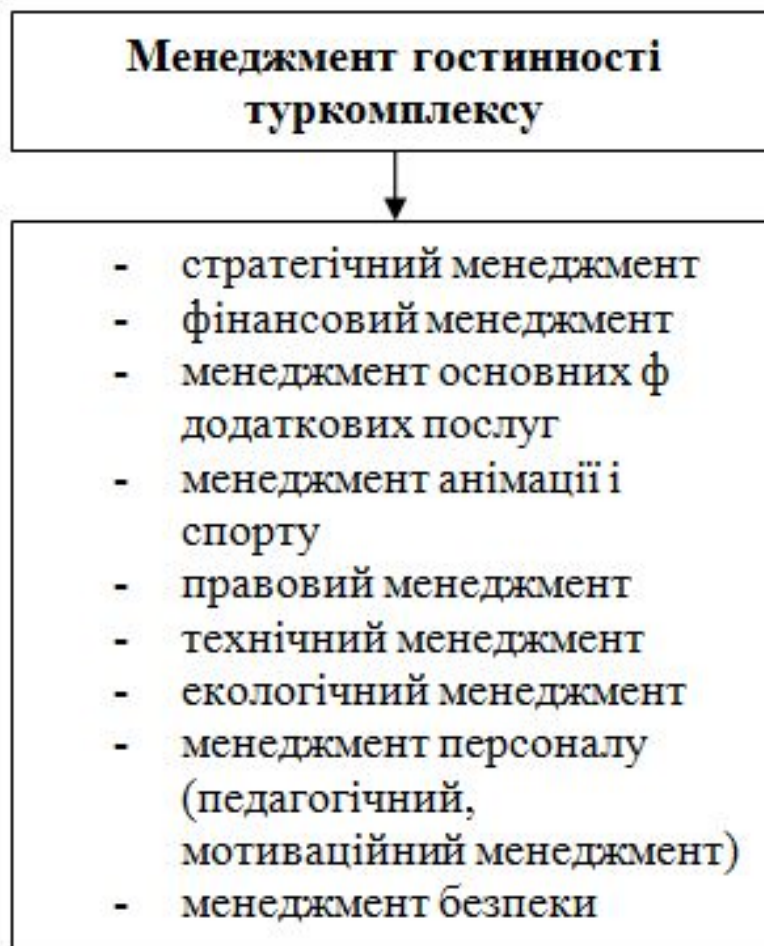 Менеджмент гостинності
туркомплексу
- стратегічний менеджмент
- фінансовий менеджмент
- менеджмент основних ф
додаткових послуг
- менеджмент анімації і
спорту
- правовий менеджмент
- технічний менеджмент
- екологічний менеджмент
- менеджмент персоналу
(педагогічний,
мотиваційний менеджмент)
- менеджмент безпеки